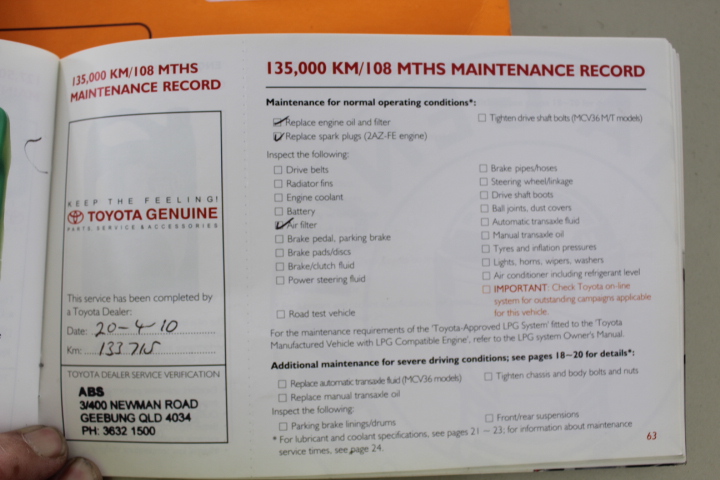 135,000 KM/108 MTHS
MAINTENANCE RECORD
KEEP THE FEELING!
TOYOTA GENUINE
PARTS, SERVICE & ACCESSORIES
This service has been completed by
a Toyota Dealer:
Date: 20-4-10
Km: 133 715
TOYOTA DEALER SERVICE VERIFICATION
ABS
3/400 NEWMAN ROAD
GEEBUNG QLD 4034
PH: 3632 1500
135,000 KM/108 MTHS MAINTENANCE RECORD
Maintenance for normal operating conditions*:
Replace engine oil and filter
Replace spark plugs (2AZ-FE engine)
Tighten drive shaft bolts (MCV36 M/T models)
Inspect the following:
Drive belts
Radiator fins
Engine coolant
Battery
Air filter
Brake pedal, parking brake
Brake pads/discs
Brake/clutch fluid
Power steering fluid
Road test vehicle
Brake pipes/hoses
Steering wheel/linkage
Drive shaft boots
Ball joints, dust covers
Automatic transaxle fluid
Manual transaxle oil
Tyres and inflation pressures
Lights, horns, wipers, washers
Air conditioner including refrigerant level
IMPORTANT: Check Toyota on-line
system for outstanding campaigns applicable
for this vehicle.
For the maintenance requirements of the 'Toyota-Approved LPG System' fitted to the 'Toyota
Manufactured Vehicle with LPG Compatible Engine', refer to the LPG system Owner's Manual.
Additional maintenance for severe driving conditions; see pages 18~20 for details*:
Replace automatic transaxle fluid (MCV36 models)
Replace manual transaxle oil
Tighten chassis and body bolts and nuts
Inspect the following:
Parking brake linings/drums
Front/rear suspensions
* For lubricant and coolant specifications, see pages 21 ~ 23; for information about maintenance
service times, see page 24.
63